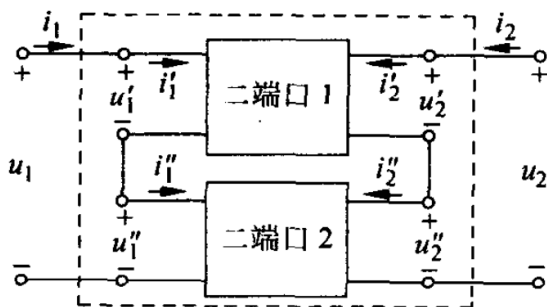 i₁ i₂
+ + i₁′ 二端口 1 i₂′ + +
u₁′ u₂′
− −
u₁ i₁″ i₂″ u₂
+ +
u₁″ 二端口 2 u₂″
− − − −